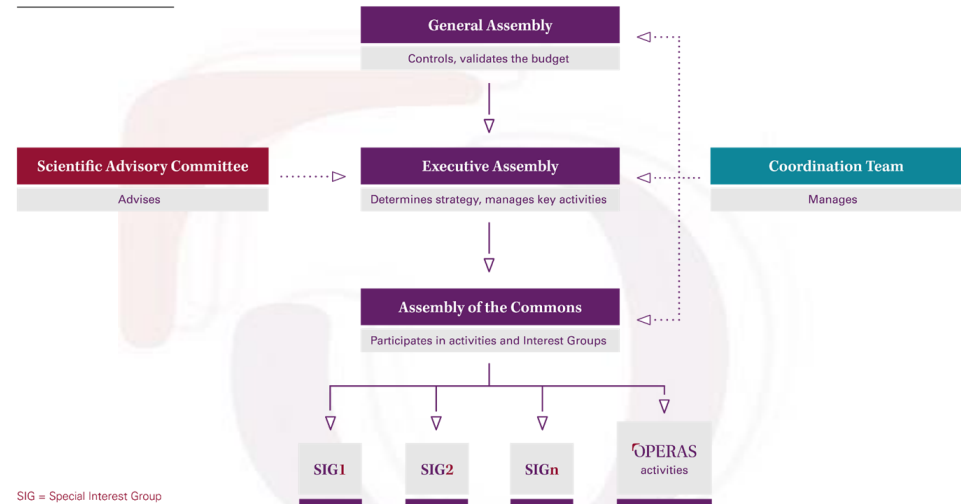 General Assembly
Controls, validates the budget
Scientific Advisory Committee
Advises
Executive Assembly
Determines strategy, manages key activities
Coordination Team
Manages
Assembly of the Commons
Participates in activities and Interest Groups
SIG1
SIG2
SIGn
OPERAS
activities
SIG = Special Interest Group